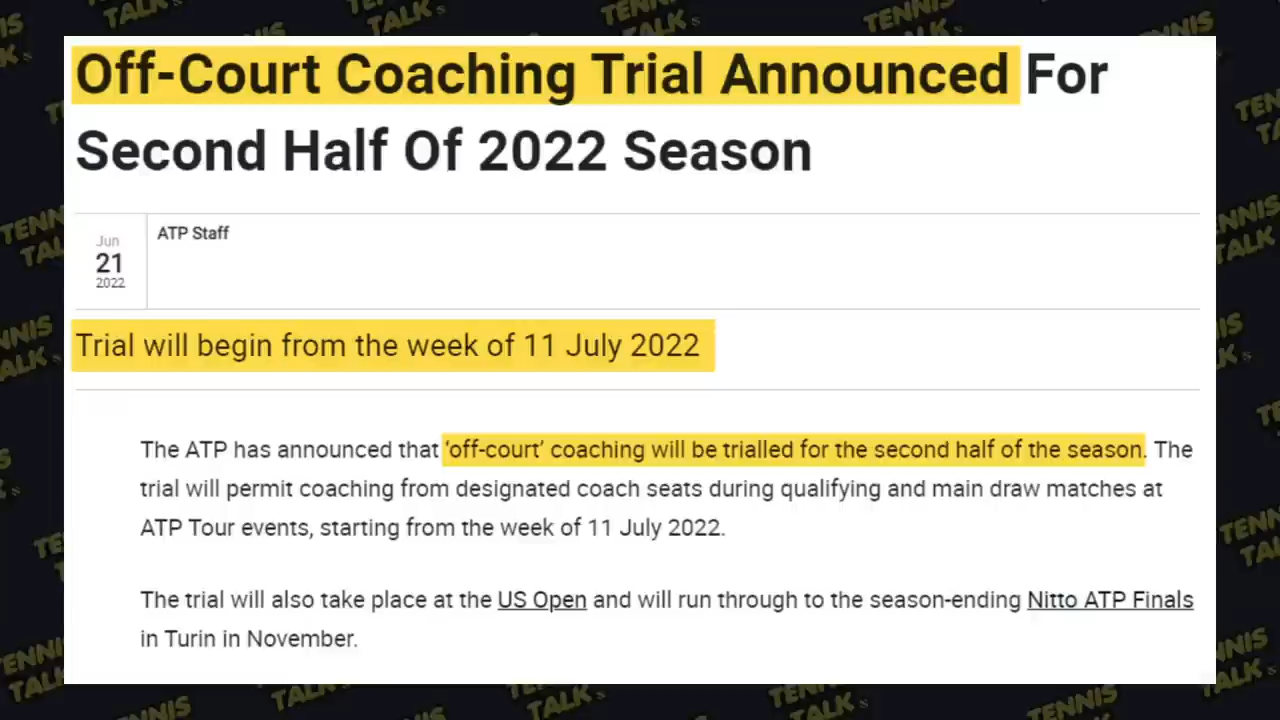 Off-Court Coaching Trial Announced For
Second Half Of 2022 Season
Jun
21
2022
ATP Staff
Trial will begin from the week of 11 July 2022
The ATP has announced that 'off-court' coaching will be trialled for the second half of the season. The
trial will permit coaching from designated coach seats during qualifying and main draw matches at
ATP Tour events, starting from the week of 11 July 2022.
The trial will also take place at the US Open and will run through to the season-ending Nitto ATP Finals
in Turin in November.